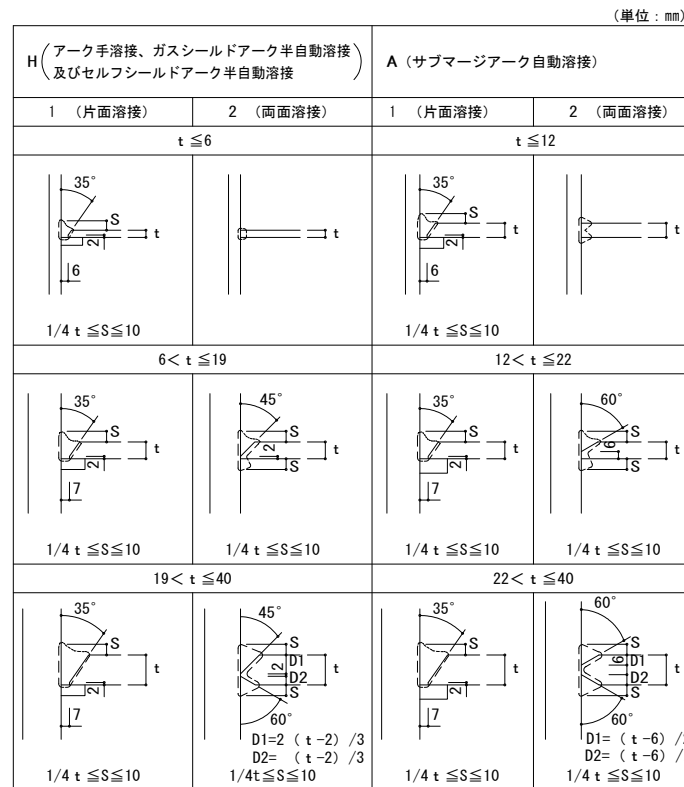 (単位:mm)
H(アーク手溶接、ガスシールドアーク半自動溶接
及びセルフシールドアーク半自動溶接)
A (サブマージアーク自動溶接)
1 (片面溶接)
2 (両面溶接)
1 (片面溶接)
2 (両面溶接)
t≦6
t≦12
35°
S
t
2
6
1/4 t≦S≦10
t
35°
S
t
2
6
1/4 t≦S≦10
t
6< t≦19
12< t≦22
35°
S
t
2
7
1/4 t≦S≦10
45°
S
2
t
S
1/4 t≦S≦10
35°
S
t
2
7
1/4 t≦S≦10
60°
S
6
t
S
1/4 t≦S≦10
19< t≦40
22< t≦40
35°
S
t
2
7
1/4 t≦S≦10
45°
S
D1
2
t
D2
S
60°
D1=2 (t-2) /3
D2= (t-2) /3
1/4t≦S≦10
35°
S
t
2
7
1/4 t≦S≦10
60°
S
D1
6
t
D2
S
60°
D1= (t-6) /
D2= (t-6) /
1/4 t≦S≦10